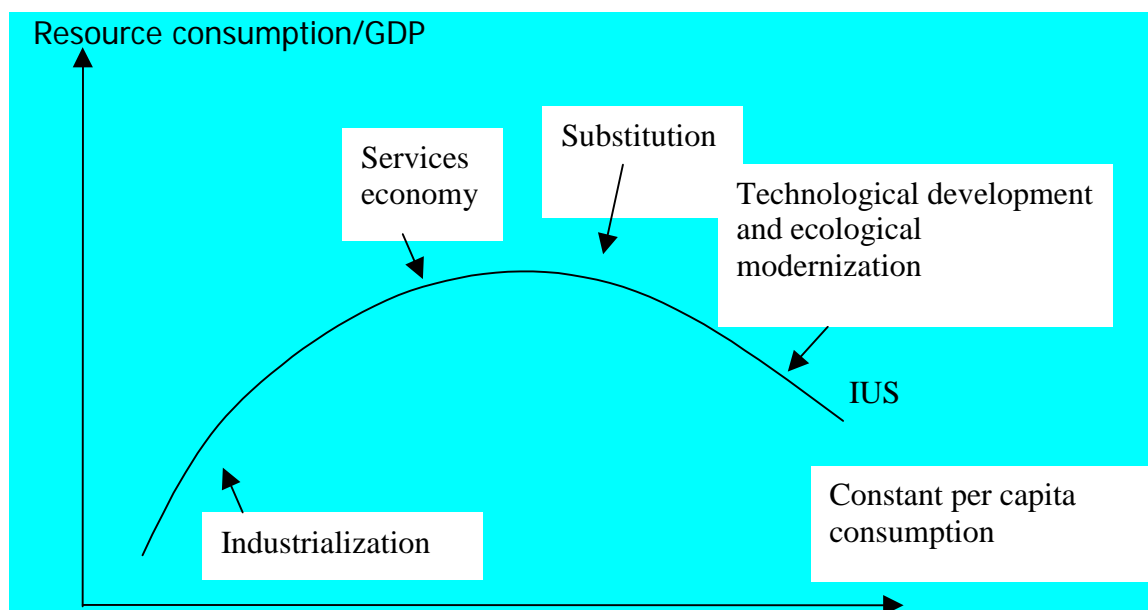 Resource consumption/GDP
Services
economy
Substitution
Technological development
and ecological
modernization
IUS
Industrialization
Constant per capita
consumption